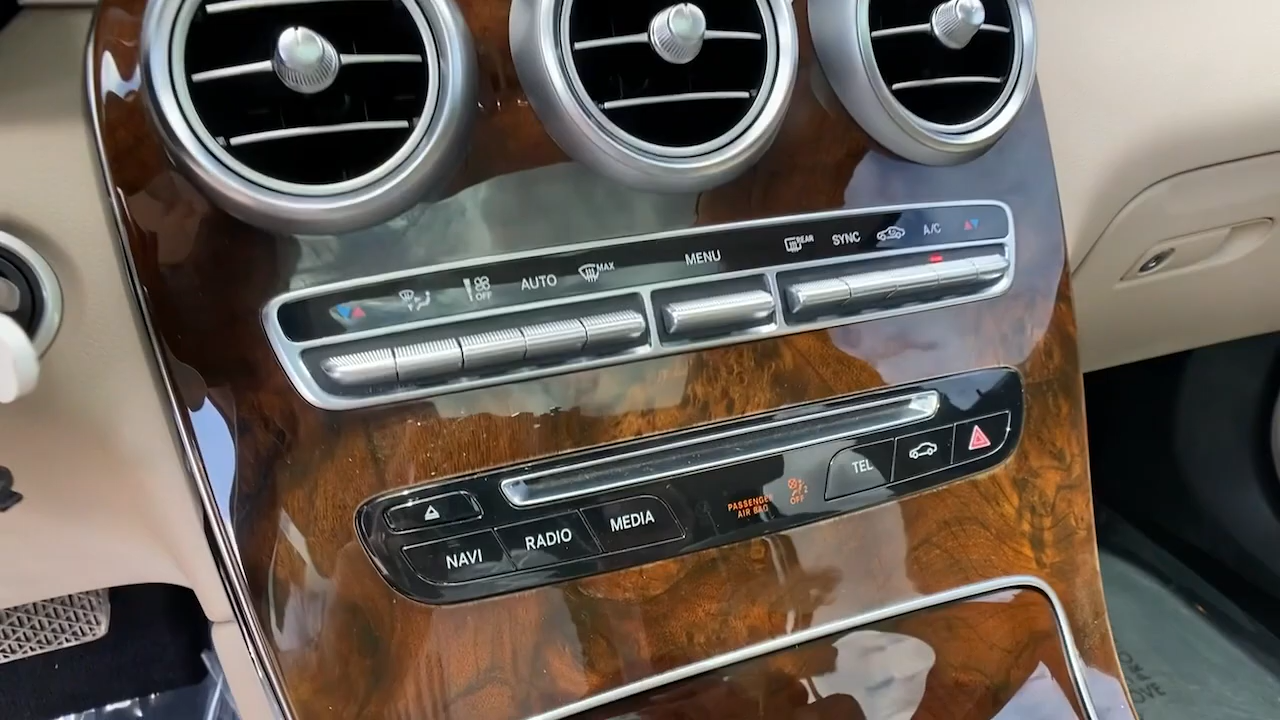 OFF
AUTO
MAX
MENU
REAR
SYNC
A/C
NAVI
RADIO
MEDIA
PASSENGER
AIR BAG
OFF
TEL